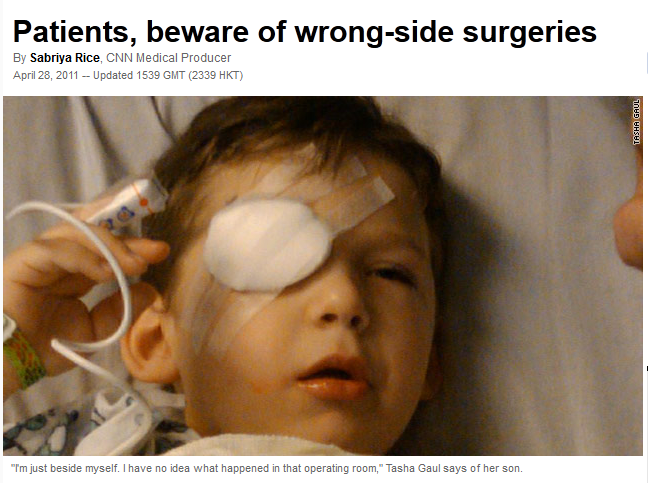 Patients, beware of wrong-side surgeries
By Sabriya Rice, CNN Medical Producer
April 28, 2011 -- Updated 1539 GMT (2339 HKT)
TASHA GAUL
"I'm just beside myself. I have no idea what happened in that operating room," Tasha Gaul says of her son.